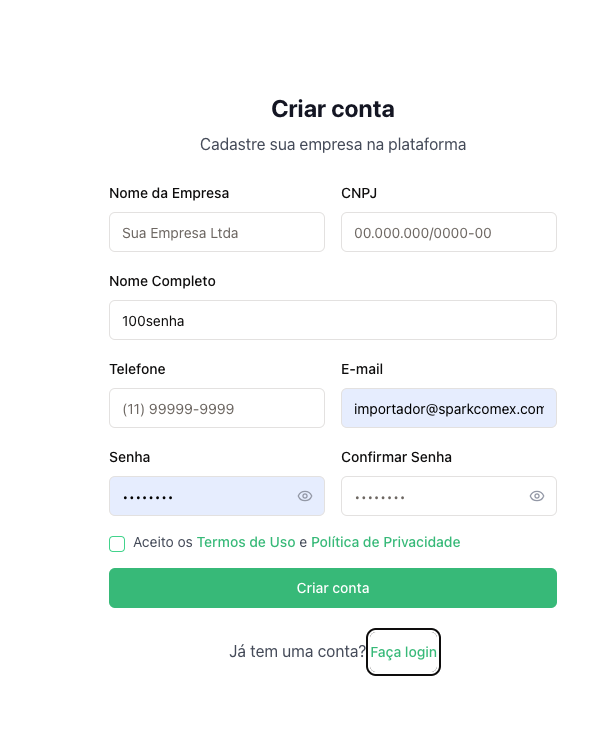 Criar conta
Cadastre sua empresa na plataforma
Nome da Empresa
CNPJ
Sua Empresa Ltda
00.000.000/0000-00
Nome Completo
100senha
Telefone
E-mail
(11) 99999-9999
importador@sparkcomex.com
Senha
Confirmar Senha
••••••••
••••••••
Aceito os Termos de Uso e Política de Privacidade
Criar conta
Já tem uma conta? Faça login